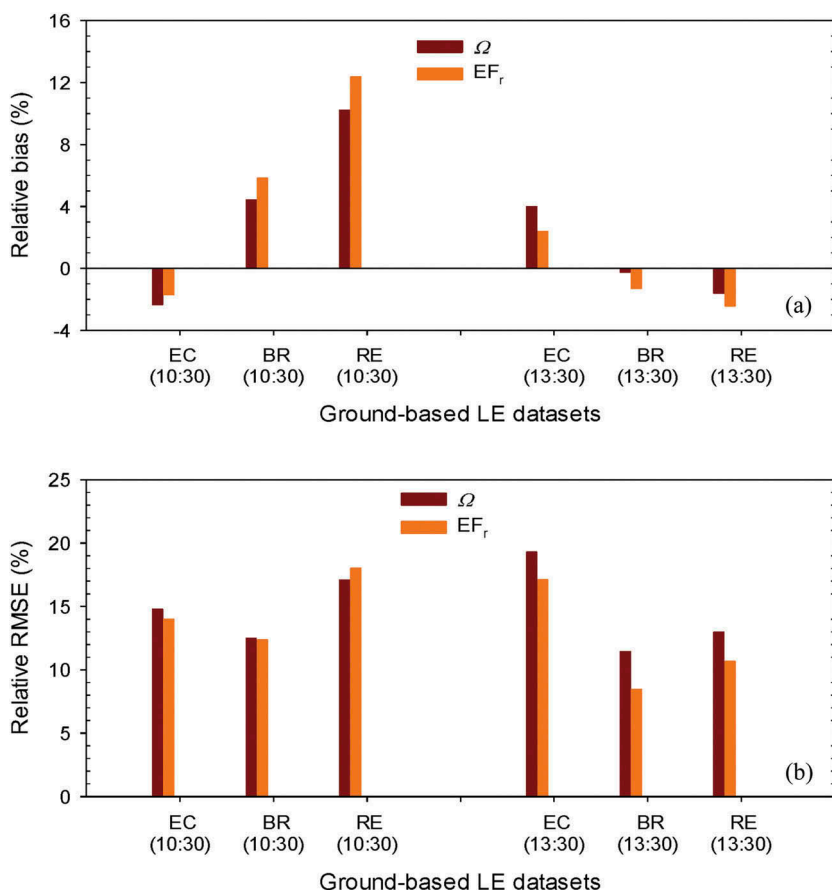 16
12
8
4
0
-4
Relative bias (%)
Ω
EFr
(a)
EC BR RE EC BR RE
(10:30) (10:30) (10:30) (13:30) (13:30) (13:30)
Ground-based LE datasets
25
20
15
10
5
0
Relative RMSE (%)
Ω
EFr
(b)
EC BR RE EC BR RE
(10:30) (10:30) (10:30) (13:30) (13:30) (13:30)
Ground-based LE datasets